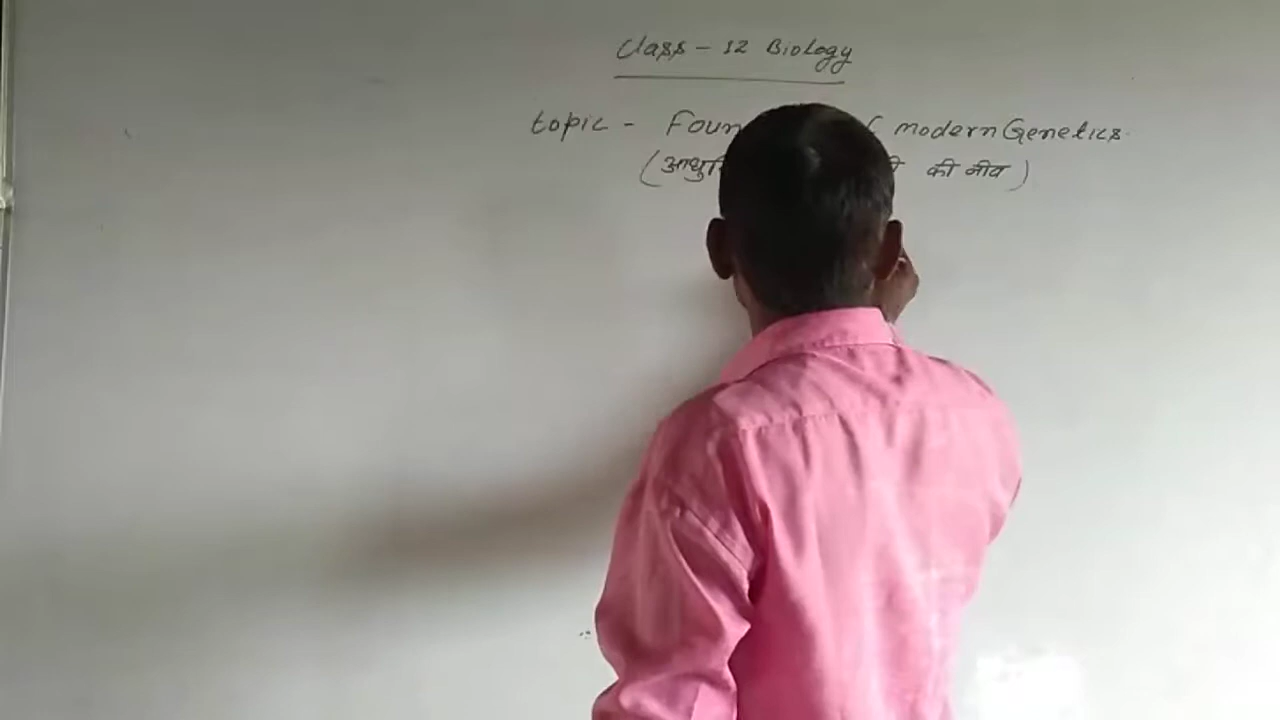 Class - 12 Biology
topic - Foun modern Genetics.
(आधुनि की नीव)